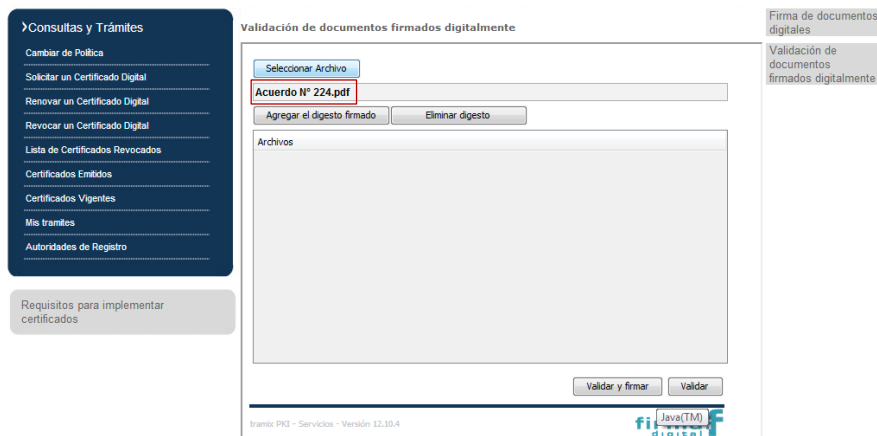 Consultas y Trámites
Cambiar de Política
Solicitar un Certificado Digital
Renovar un Certificado Digital
Revocar un Certificado Digital
Lista de Certificados Revocados
Certificados Emitidos
Certificados Vigentes
Mis tramites
Autoridades de Registro
Requisitos para implementar
certificados
Validación de documentos firmados digitalmente
Seleccionar Archivo
Acuerdo Nº 224.pdf
Agregar el digesto firmado
Eliminar digesto
Archivos
Validar y firmar
Validar
tramix PKI - Servicios - Versión 12.10.4
Java(TM)
digital
Firma de documentos
digitales
Validación de
documentos
firmados digitalmente